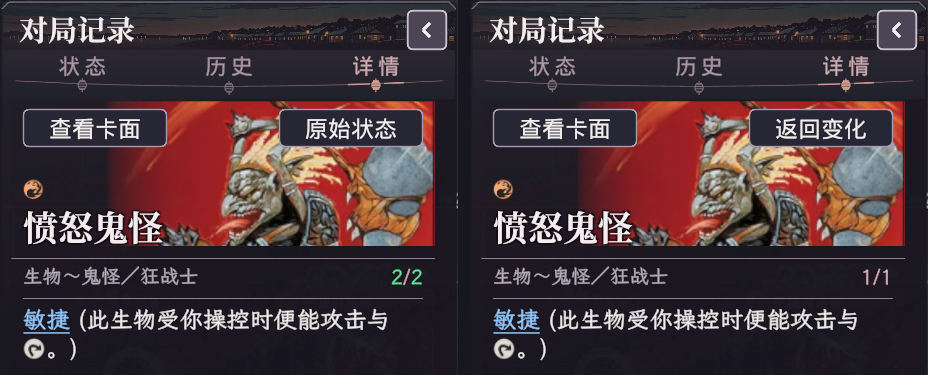 对局记录
状态 历史 详情
查看卡面 原始状态
愤怒鬼怪
生物～鬼怪／狂战士 2/2
敏捷 (此生物受你操控时便能攻击与
。)
对局记录
状态 历史 详情
查看卡面 返回变化
愤怒鬼怪
生物～鬼怪／狂战士 1/1
敏捷 (此生物受你操控时便能攻击与
。)